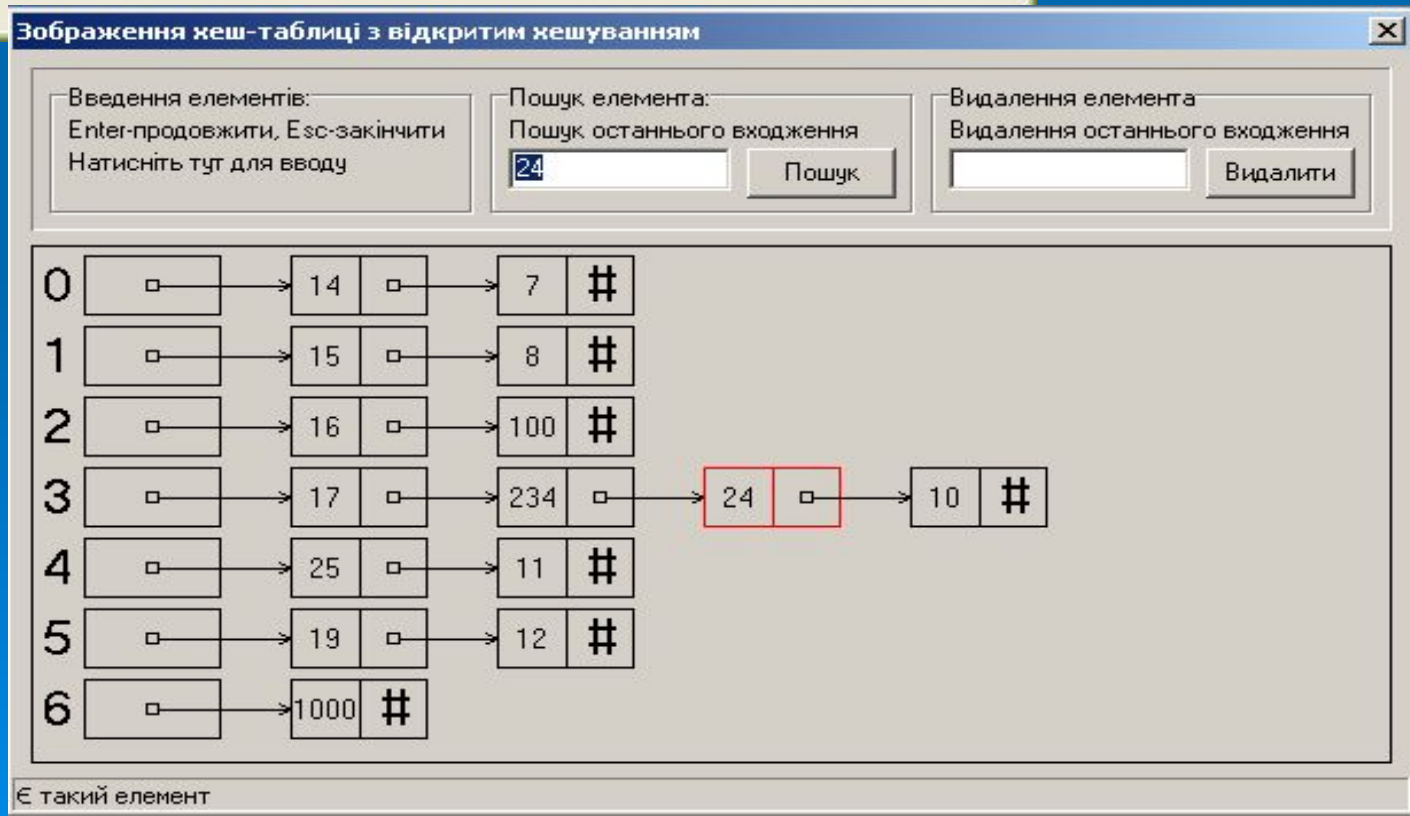 Зображення хеш-таблиці з відкритим хешуванням
Введення елементів:
Enter-продовжити, Esc-закінчити
Натисніть тут для вводу
Пошук елемента:
Пошук останнього входження
24
Пошук
Видалення елемента
Видалення останнього входження
Видалити
0 14 7 #
1 15 8 #
2 16 100 #
3 17 234 24 10 #
4 25 11 #
5 19 12 #
6 1000 #
Є такий елемент